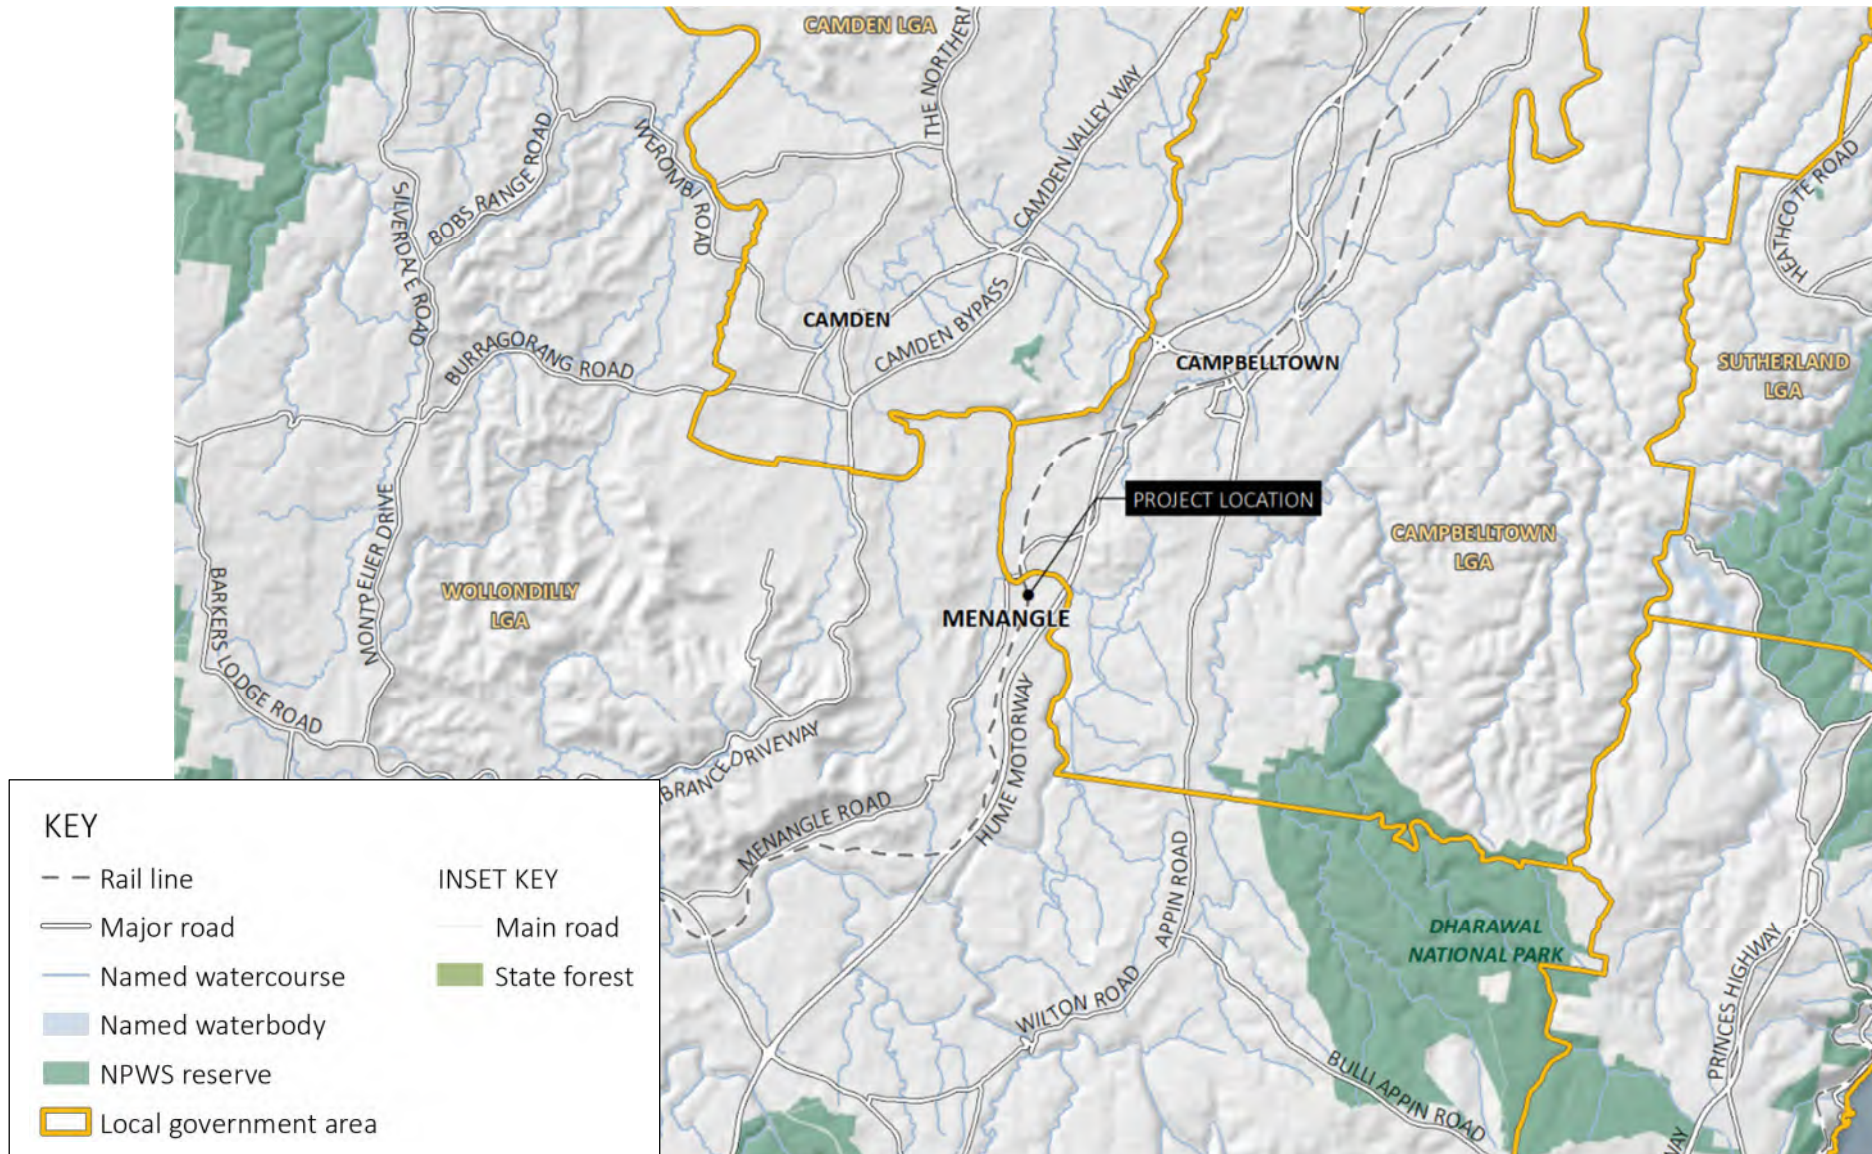 CAMDEN LGA
THE NORTHERN
CAMDEN VALLEY WAY
WEROMBI ROAD
BOBS RANGE ROAD
SILVERDALE ROAD
HEATHCOTE ROAD
CAMDEN
CAMDEN BYPASS
BURRAGORANG ROAD
CAMPBELLTOWN
SUTHERLAND
LGA
PROJECT LOCATION
CAMPBELLTOWN
LGA
MONTPELIER DRIVE
BARKERS LODGE ROAD
WOLLONDILLY
LGA
MENANGLE
HUME MOTORWAY
BRANCE DRIVEWAY
MENANGLE ROAD
APPIN ROAD
WILTON ROAD
BULLI APPIN ROAD
DHARAWAL
NATIONAL PARK
PRINCES HIGHWAY
WAY
KEY
Rail line
Major road
Named watercourse
Named waterbody
NPWS reserve
Local government area
INSET KEY
Main road
State forest